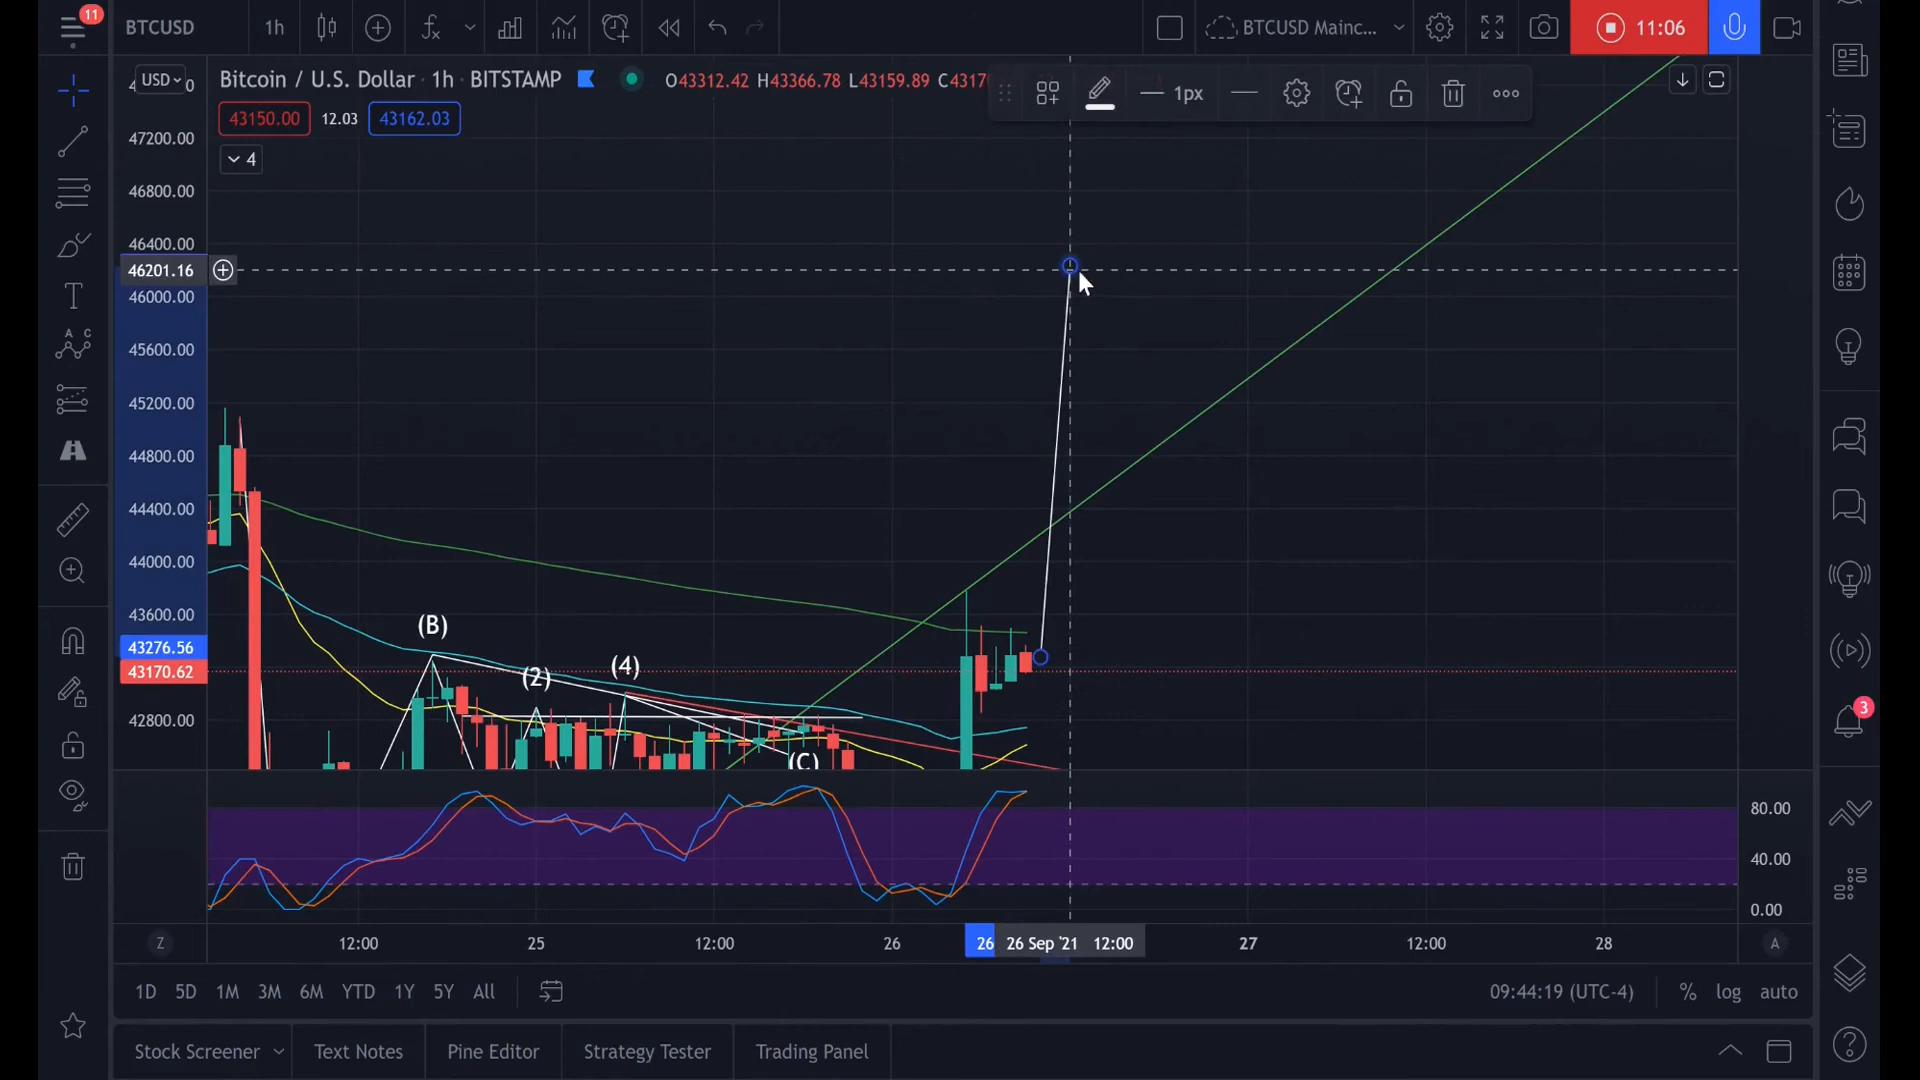 11
BTCUSD
1h
BTCUSD Mainc...
11:06
USD
Bitcoin / U.S. Dollar · 1h · BITSTAMP
O43312.42 H43366.78 L43159.89
1px
43150.00
12.03
43162.03
4
47200.00
46800.00
46400.00
46201.16
46000.00
45600.00
45200.00
44800.00
44400.00
44000.00
43600.00
43276.56
43170.62
42800.00
(B)
(2)
(4)
(C)
T
A C
3
80.00
40.00
0.00
Z
12:00
25
12:00
26
26
26 Sep '21 12:00
27
12:00
28
A
1D
5D
1M
3M
6M
YTD
1Y
5Y
All
09:44:19 (UTC-4)
%
log
auto
Stock Screener
Text Notes
Pine Editor
Strategy Tester
Trading Panel